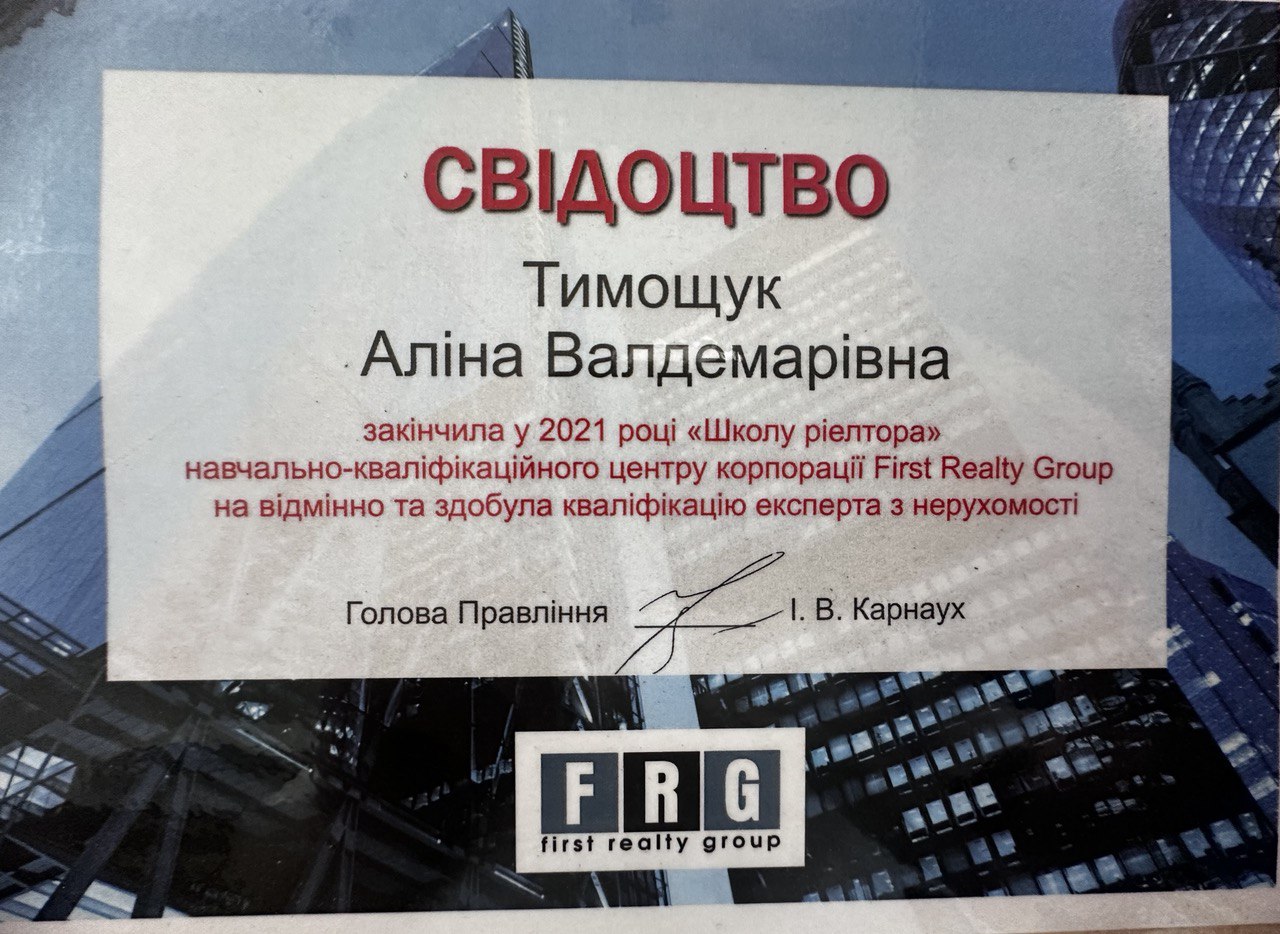 СВІДОЦТВО
Тимощук
Аліна Валдемарівна
закінчила у 2021 році «Школу ріелтора»
навчально-кваліфікаційного центру корпорації First Realty Group
на відмінно та здобула кваліфікацію експерта з нерухомості
Голова Правління І. В. Карнаух
FRG
first realty group